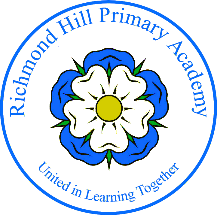 Richmond Hill Primary Academy
United in Learning Together